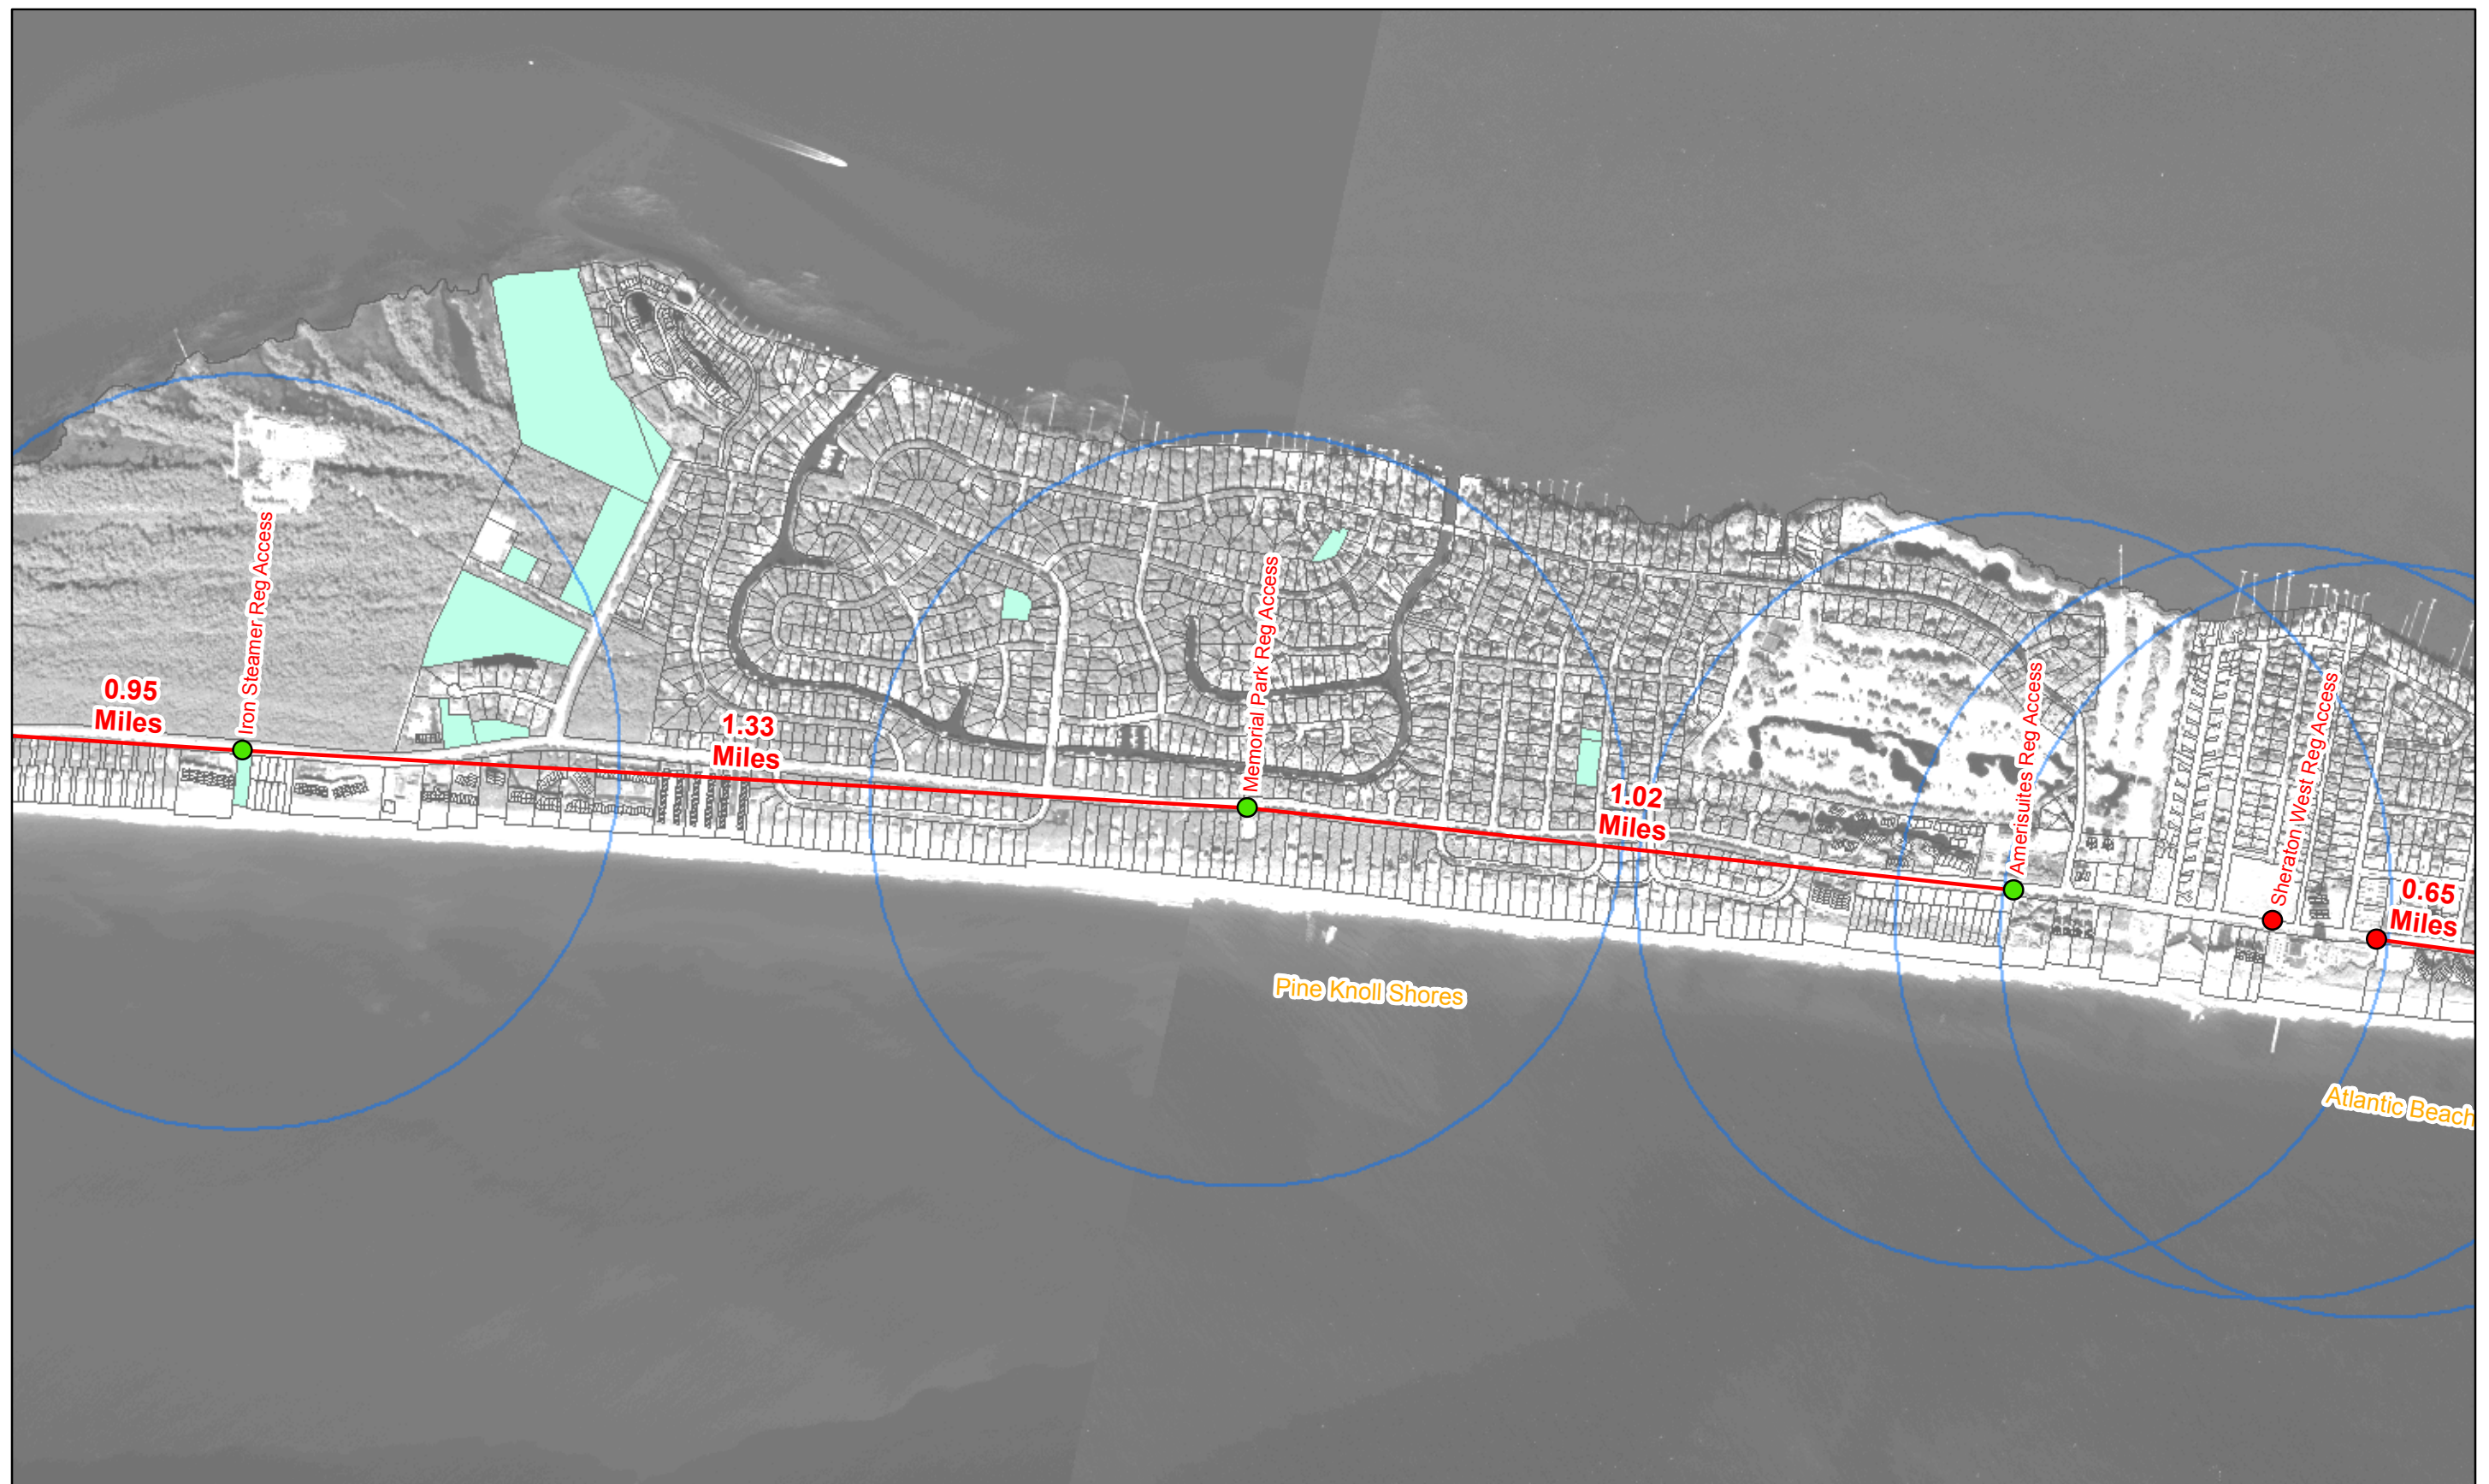 Iron Steamer Reg Access
0.95
Miles
1.33
Miles
Memorial Park Reg Access
1.02
Miles
Amerisuites Reg Access
Sheraton West Reg Access
0.65
Miles
Pine Knoll Shores
Atlantic Beach